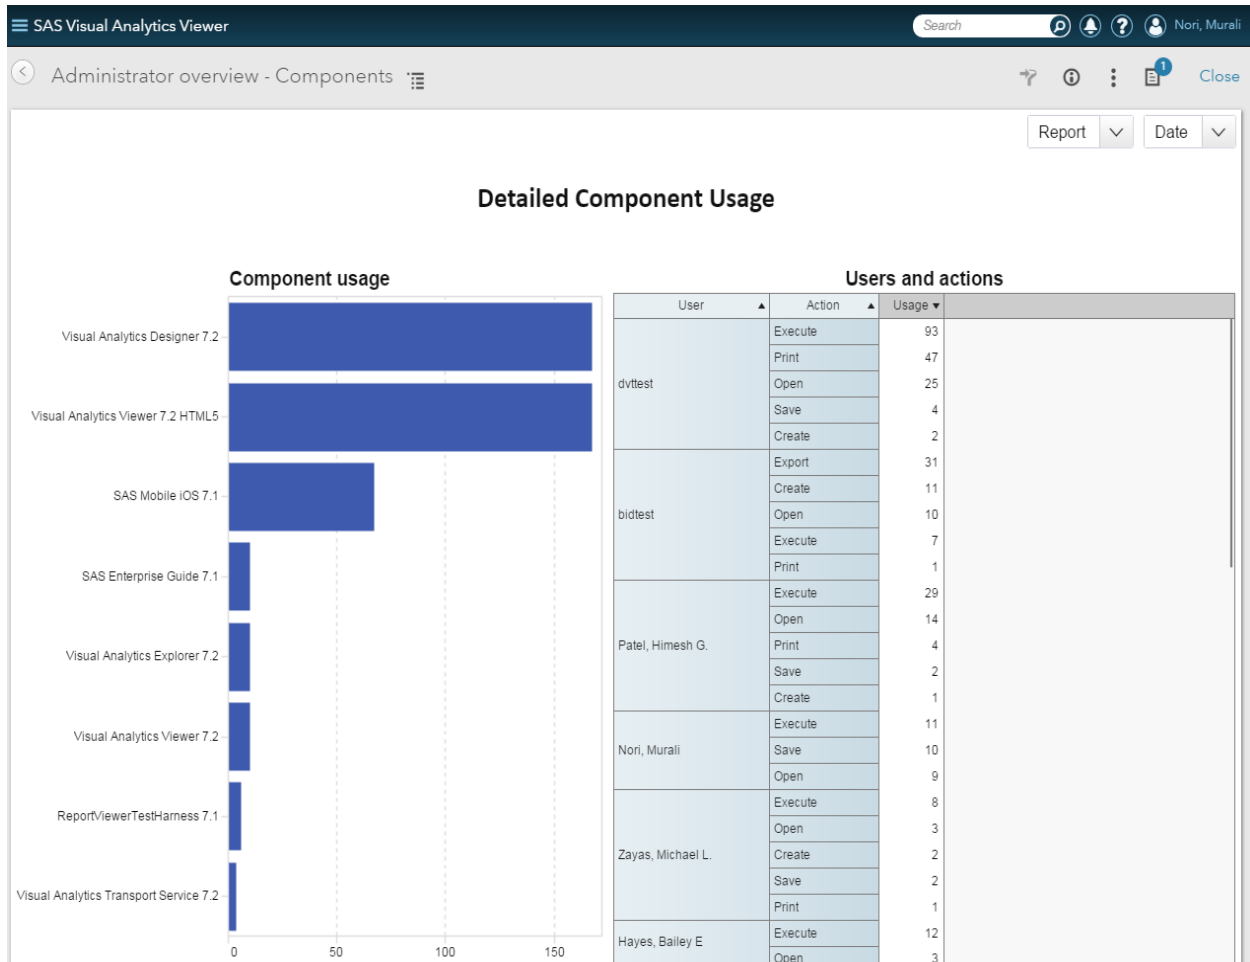 SAS Visual Analytics Viewer
Search
Nori, Murali
Administrator overview - Components
1
Close
Report
Date
Detailed Component Usage
Component usage
Visual Analytics Designer 7.2
Visual Analytics Viewer 7.2 HTML5
SAS Mobile iOS 7.1
SAS Enterprise Guide 7.1
Visual Analytics Explorer 7.2
Visual Analytics Viewer 7.2
ReportViewerTestHarness 7.1
Visual Analytics Transport Service 7.2
0 50 100 150
Users and actions
User Action Usage
dvttest Execute 93
Print 47
Open 25
Save 4
Create 2
bidtest Export 31
Create 11
Open 10
Execute 7
Print 1
Patel, Himesh G. Execute 29
Open 14
Print 4
Save 2
Create 1
Nori, Murali Execute 11
Save 10
Open 9
Zayas, Michael L. Execute 8
Open 3
Create 2
Save 2
Print 1
Hayes, Bailey E Execute 12
Open 3